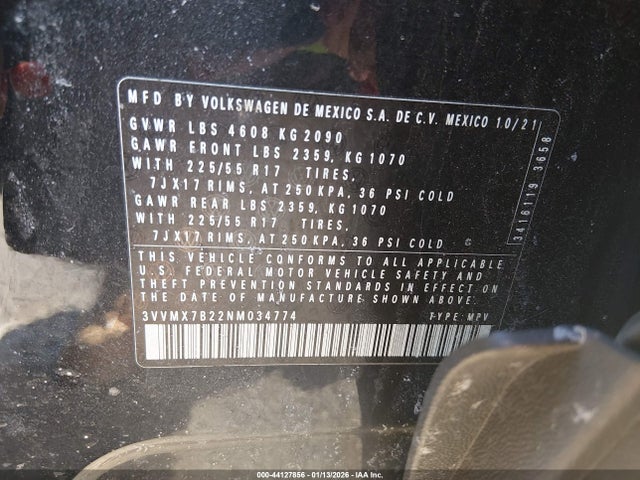 MFD BY VOLKSWAGEN DE MEXICO S.A. DE C.V. MEXICO 10/21
GVWR LBS 4608 KG 2090
GAWR FRONT LBS 2359, KG 1070
WITH 225/55 R17 TIRES,
7JX17 RIMS, AT 250 KPA, 36 PSI COLD
GAWR REAR LBS 2359, KG 1070
WITH 225/55 R17 TIRES,
7JX17 RIMS, AT 250 KPA, 36 PSI COLD
THIS VEHICLE CONFORMS TO ALL APPLICABLE
U.S. FEDERAL MOTOR VEHICLE SAFETY AND
THEFT PREVENTION STANDARDS IN EFFECT ON
THE DATE OF MANUFACTURE SHOWN ABOVE
3VVMX7B22NM034774 TYPE: MPV
3416119 3658
000-44127856 - 01/13/2026 - IAA Inc.